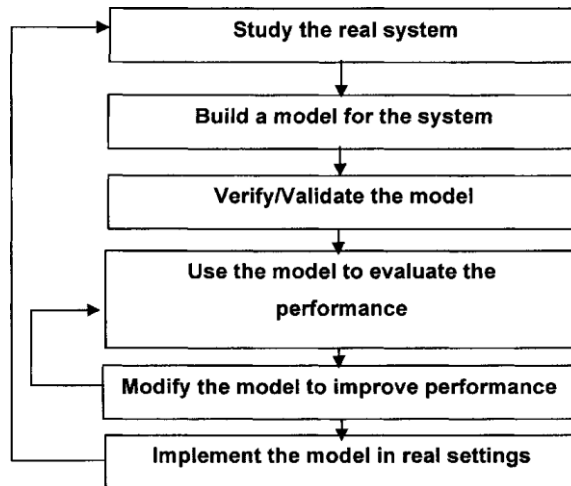 Study the real system
Build a model for the system
Verify/Validate the model
Use the model to evaluate the
performance
Modify the model to improve performance
Implement the model in real settings